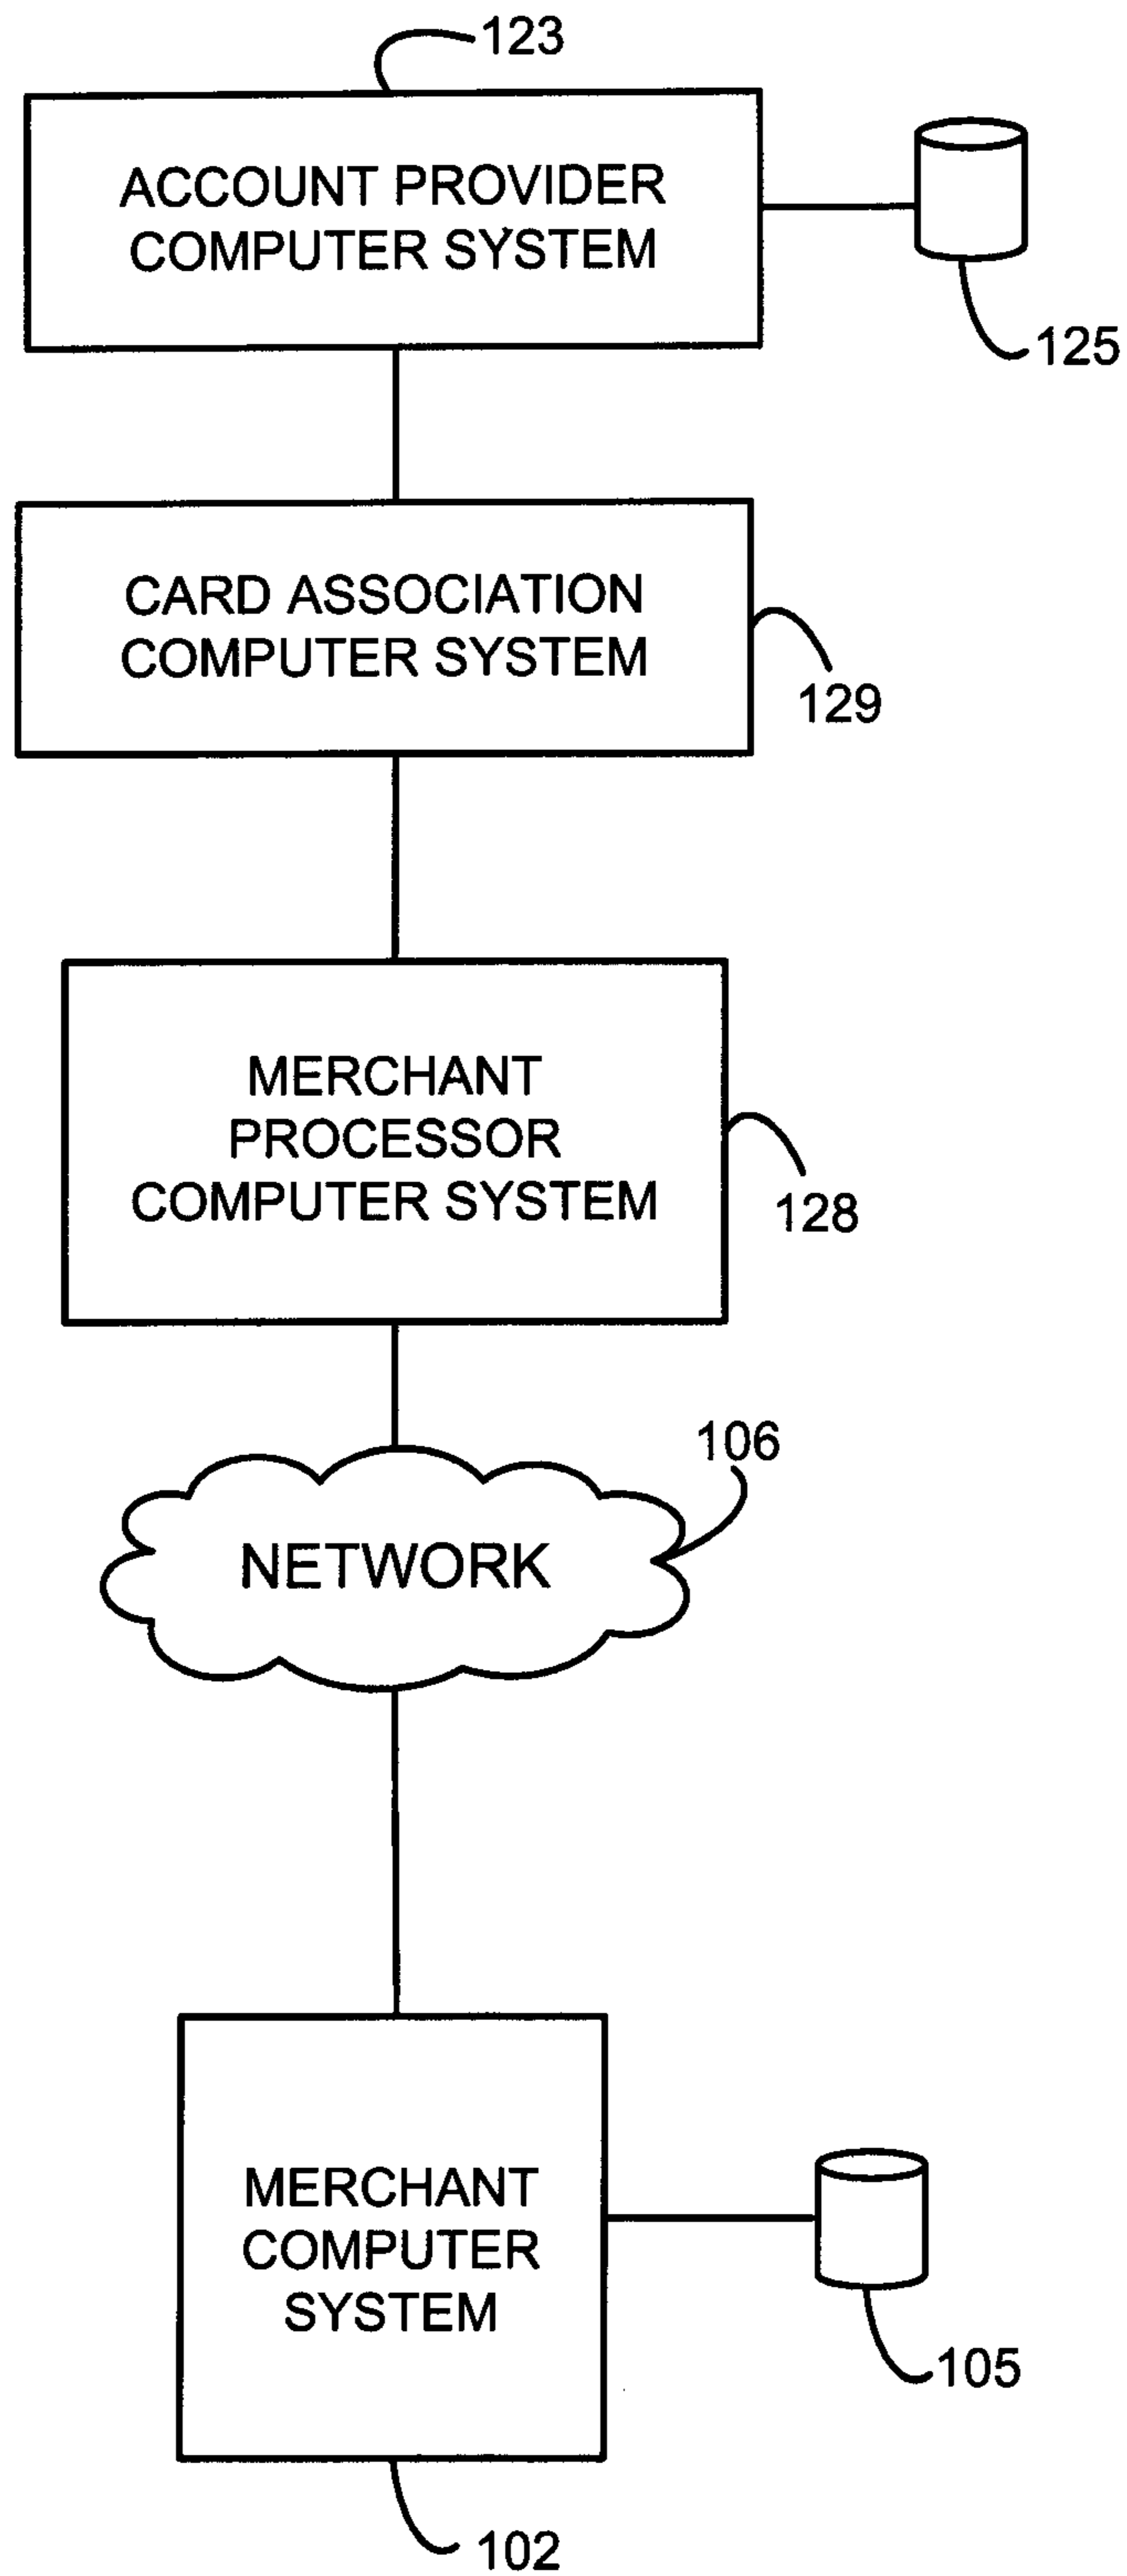 123
ACCOUNT PROVIDER
COMPUTER SYSTEM
125
CARD ASSOCIATION
COMPUTER SYSTEM
129
MERCHANT
PROCESSOR
COMPUTER SYSTEM
128
106
NETWORK
MERCHANT
COMPUTER
SYSTEM
105
102